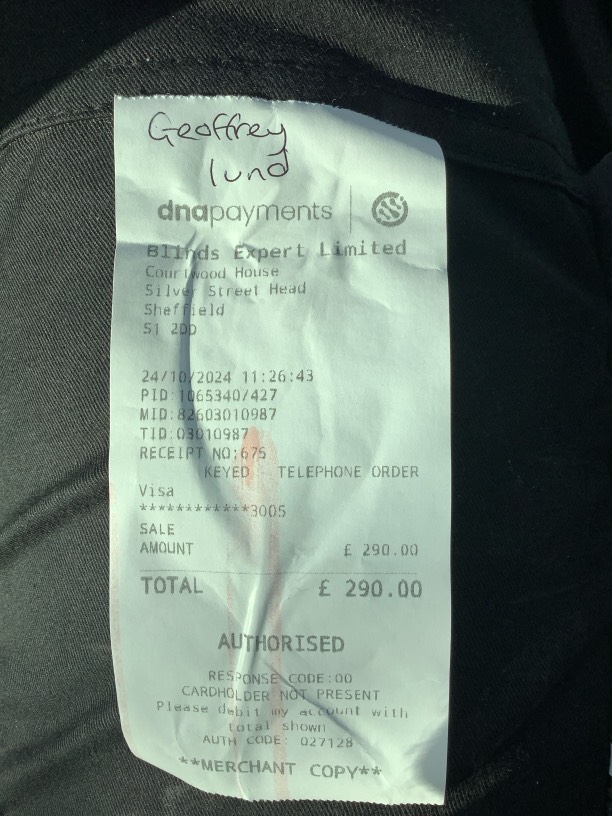 Geoffrey
lund
dnapayments
Blinds Expert Limited
Courtwood House
Silver Street Head
Sheffield
S1 2DD
24/10/2024 11:26:43
PID:1065340/427
MID:82603010987
TID:03010987
RECEIPT NO:675
KEYED TELEPHONE ORDER
Visa
************3005
SALE
AMOUNT £ 290.00
TOTAL £ 290.00
AUTHORISED
RESPONSE CODE:00
CARDHOLDER NOT PRESENT
Please debit my account with
total shown
AUTH CODE: 027128
**MERCHANT COPY**